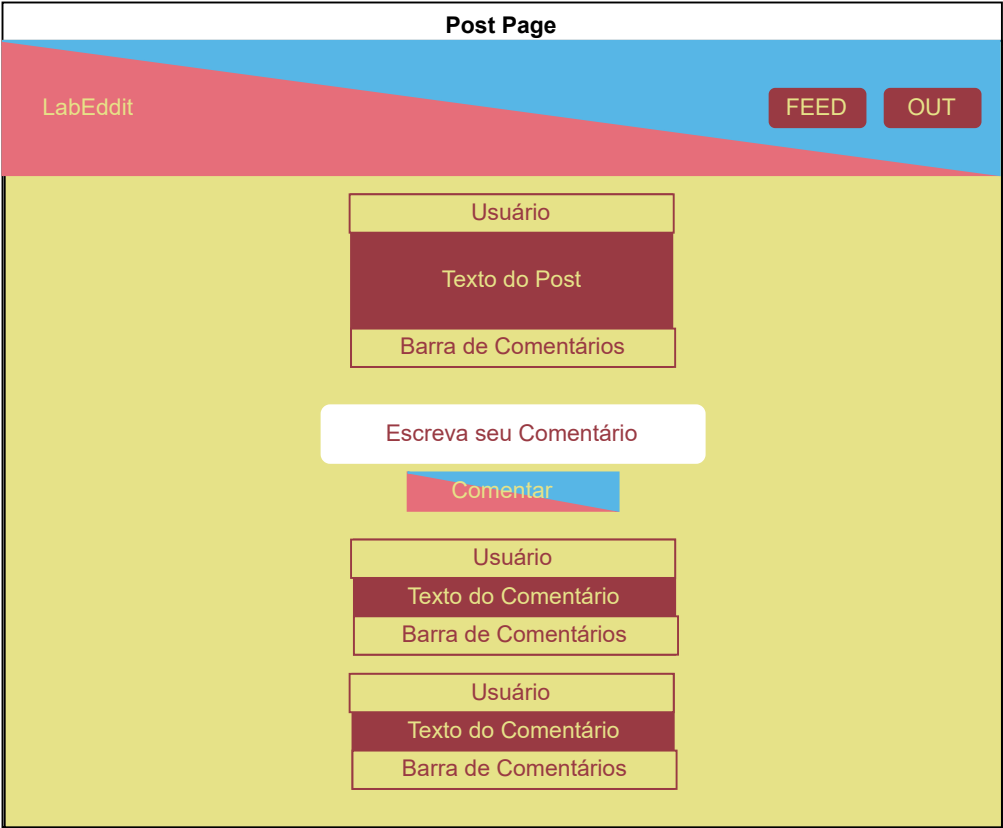 Post Page
LabEddit
FEED
OUT
Usuário
Texto do Post
Barra de Comentários
Escreva seu Comentário
Comentar
Usuário
Texto do Comentário
Barra de Comentários
Usuário
Texto do Comentário
Barra de Comentários